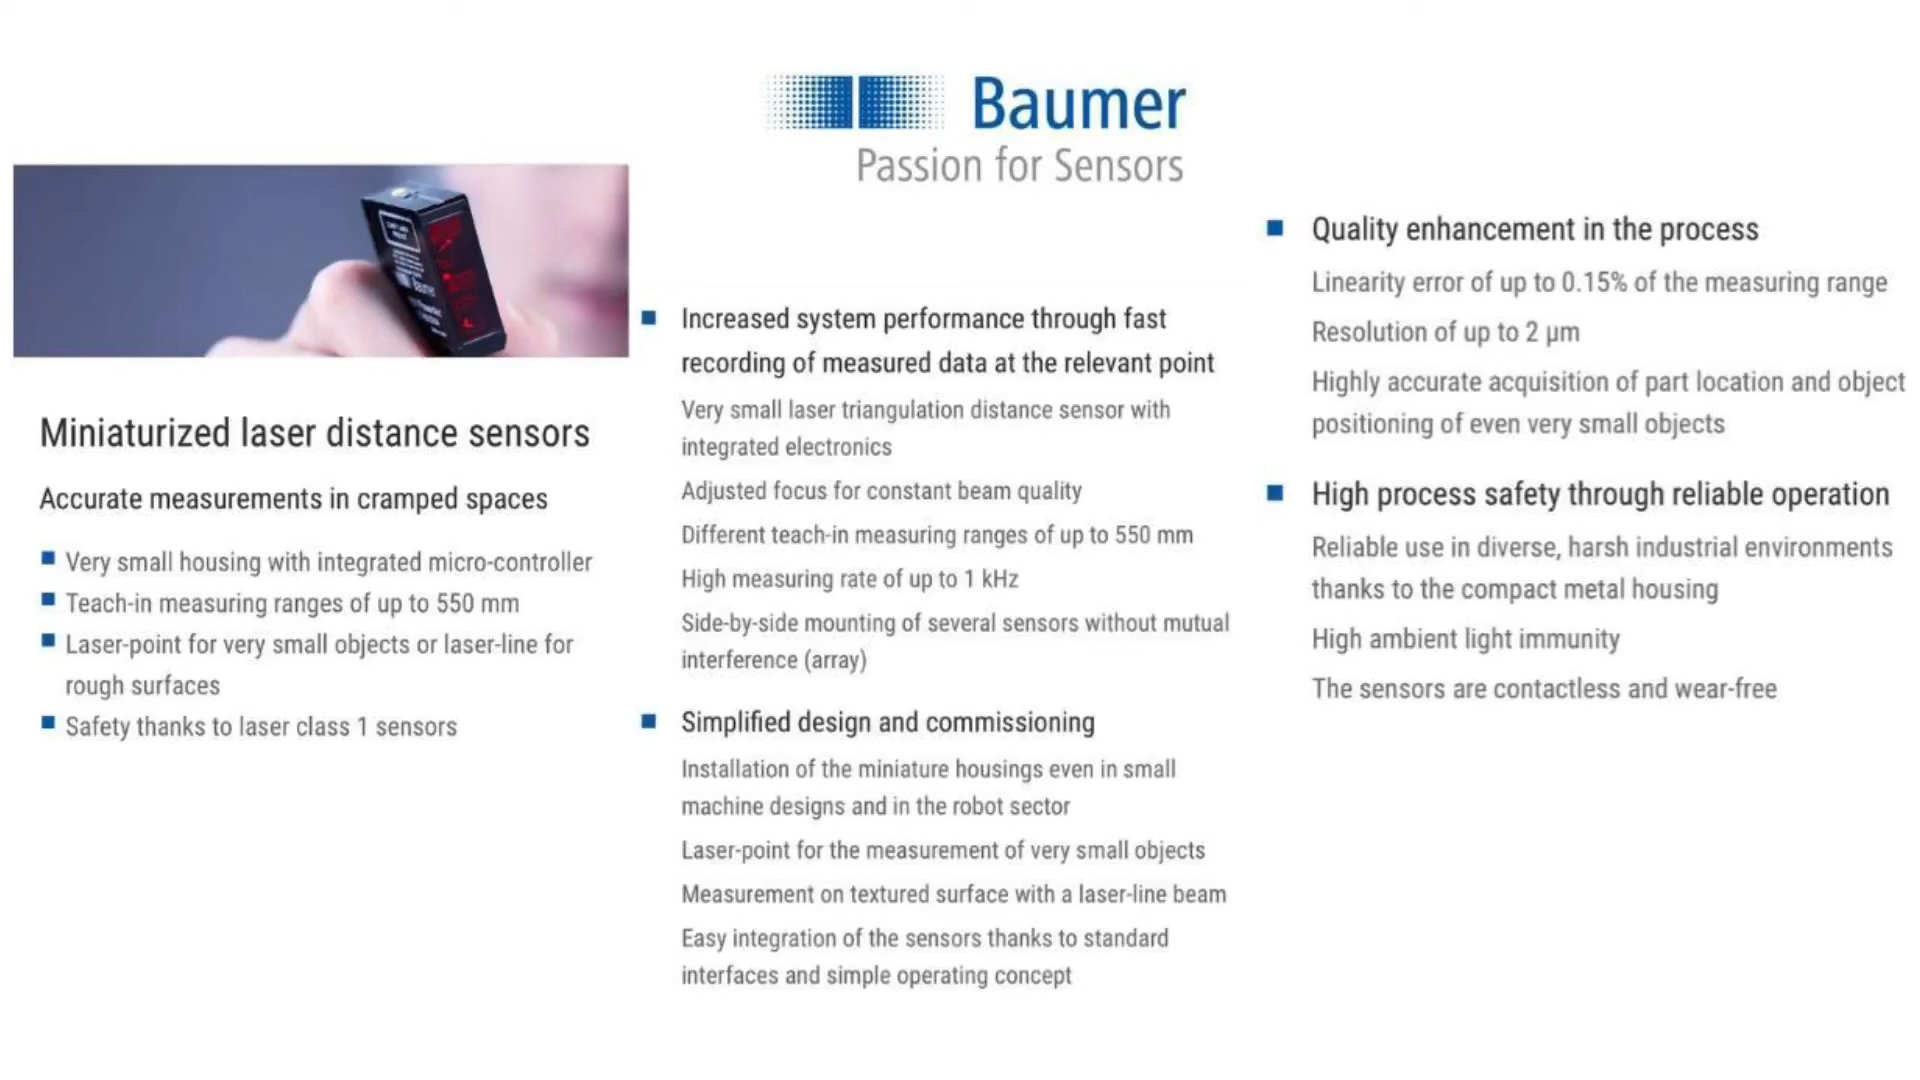 Baumer
Passion for Sensors
Miniaturized laser distance sensors
Accurate measurements in cramped spaces
Very small housing with integrated micro-controller
Teach-in measuring ranges of up to 550 mm
Laser-point for very small objects or laser-line for
rough surfaces
Safety thanks to laser class 1 sensors
Increased system performance through fast
recording of measured data at the relevant point
Very small laser triangulation distance sensor with
integrated electronics
Adjusted focus for constant beam quality
Different teach-in measuring ranges of up to 550 mm
High measuring rate of up to 1 kHz
Side-by-side mounting of several sensors without mutual
interference (array)
Simplified design and commissioning
Installation of the miniature housings even in small
machine designs and in the robot sector
Laser-point for the measurement of very small objects
Measurement on textured surface with a laser-line beam
Easy integration of the sensors thanks to standard
interfaces and simple operating concept
Quality enhancement in the process
Linearity error of up to 0.15% of the measuring range
Resolution of up to 2 µm
Highly accurate acquisition of part location and object
positioning of even very small objects
High process safety through reliable operation
Reliable use in diverse, harsh industrial environments
thanks to the compact metal housing
High ambient light immunity
The sensors are contactless and wear-free